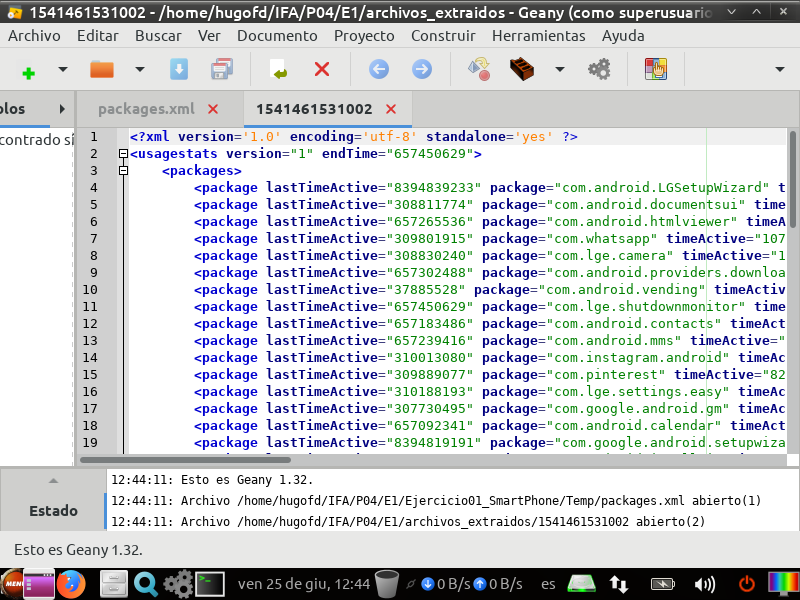 1541461531002 - /home/hugofd/IFA/P04/E1/archivos_extraidos - Geany (como superusuario
Archivo Editar Buscar Ver Documento Proyecto Construir Herramientas Ayuda
olos packages.xml 1541461531002
contrado sí
1 <?xml version='1.0' encoding='utf-8' standalone='yes' ?>
2 <usagestats version="1" endTime="657450629">
3 <packages>
4 <package lastTimeActive="8394839233" package="com.android.LGSetupWizard" t
5 <package lastTimeActive="308811774" package="com.android.documentsui" time
6 <package lastTimeActive="657265536" package="com.android.htmlviewer" timeA
7 <package lastTimeActive="309801915" package="com.whatsapp" timeActive="107
8 <package lastTimeActive="308830240" package="com.lge.camera" timeActive="1
9 <package lastTimeActive="657302488" package="com.android.providers.downloa
10 <package lastTimeActive="37885528" package="com.android.vending" timeActiv
11 <package lastTimeActive="657450629" package="com.lge.shutdownmonitor" time
12 <package lastTimeActive="657183486" package="com.android.contacts" timeAct
13 <package lastTimeActive="657239416" package="com.android.mms" timeActive="
14 <package lastTimeActive="310013080" package="com.instagram.android" timeAc
15 <package lastTimeActive="309889077" package="com.pinterest" timeActive="82
16 <package lastTimeActive="310188193" package="com.lge.settings.easy" timeAc
17 <package lastTimeActive="307730495" package="com.google.android.gm" timeAc
18 <package lastTimeActive="657092341" package="com.android.calendar" timeAct
19 <package lastTimeActive="8394819191" package="com.google.android.setupwiza
Estado
12:44:11: Esto es Geany 1.32.
12:44:11: Archivo /home/hugofd/IFA/P04/E1/Ejercicio01_SmartPhone/Temp/packages.xml abierto(1)
12:44:11: Archivo /home/hugofd/IFA/P04/E1/archivos_extraidos/1541461531002 abierto(2)
Esto es Geany 1.32.
MENU ven 25 de giu, 12:44 0 B/s 0 B/s es